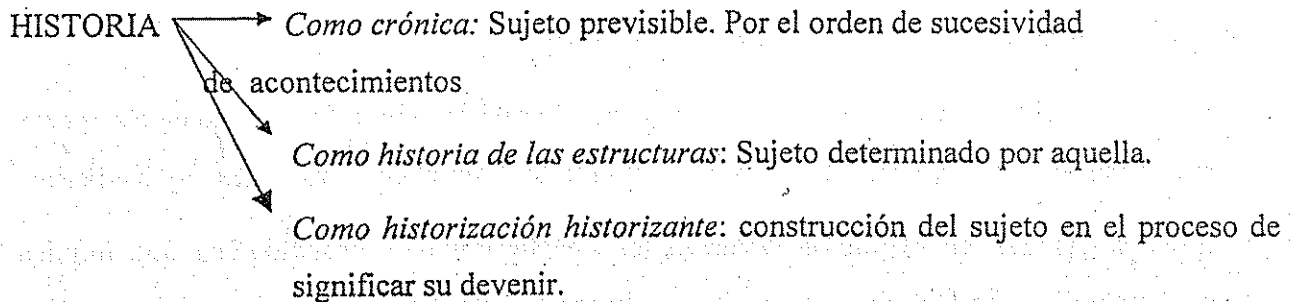 HISTORIA Como crónica: Sujeto previsible. Por el orden de sucesividad
de acontecimientos
Como historia de las estructuras: Sujeto determinado por aquella.
Como historización historizante: construcción del sujeto en el proceso de
significar su devenir.